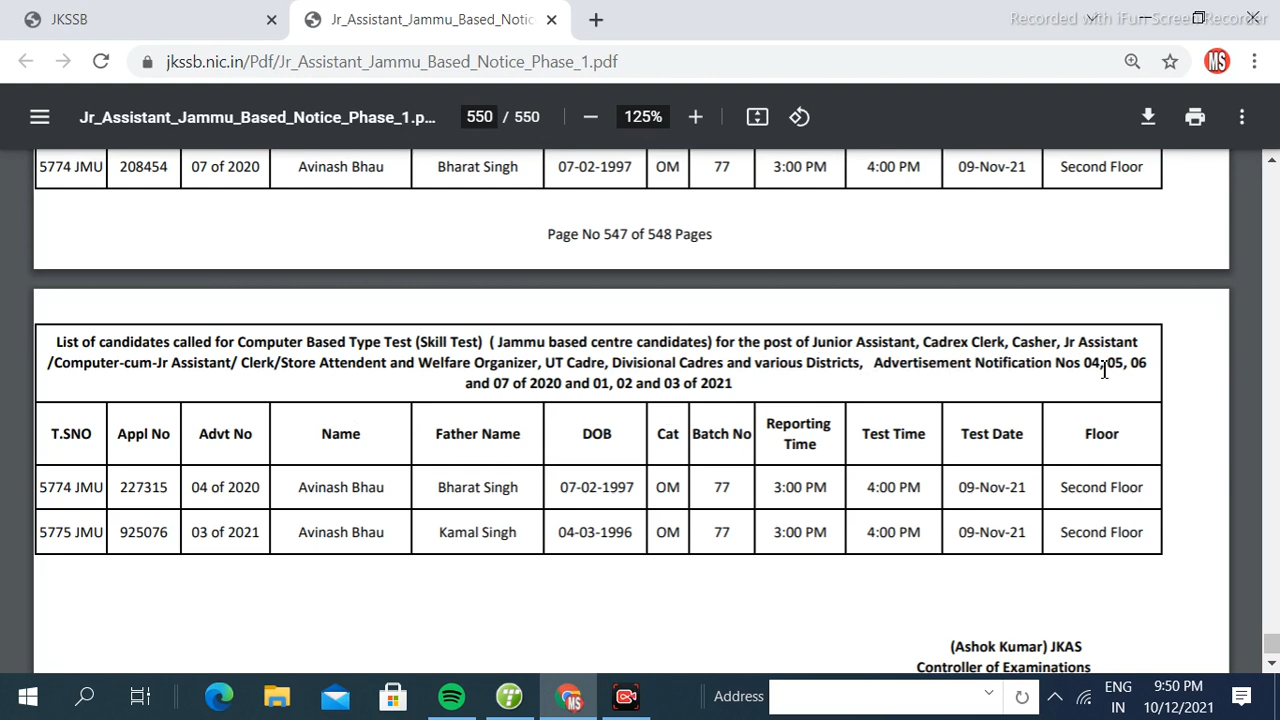 JKSSB
Jr_Assistant_Jammu_Based_Notic
Recorded with iFun Screen Recorder
jkssb.nic.in/Pdf/Jr_Assistant_Jammu_Based_Notice_Phase_1.pdf
MS
Jr_Assistant_Jammu_Based_Notice_Phase_1.p...
550 / 550
125%
5774 JMU 208454 07 of 2020 Avinash Bhau Bharat Singh 07-02-1997 OM 77 3:00 PM 4:00 PM 09-Nov-21 Second Floor
Page No 547 of 548 Pages
List of candidates called for Computer Based Type Test (Skill Test) ( Jammu based centre candidates) for the post of Junior Assistant, Cadrex Clerk, Casher, Jr Assistant
/Computer-cum-Jr Assistant/ Clerk/Store Attendent and Welfare Organizer, UT Cadre, Divisional Cadres and various Districts, Advertisement Notification Nos 04, 05, 06
and 07 of 2020 and 01, 02 and 03 of 2021
T.SNO Appl No Advt No Name Father Name DOB Cat Batch No Reporting Time Test Time Test Date Floor
5774 JMU 227315 04 of 2020 Avinash Bhau Bharat Singh 07-02-1997 OM 77 3:00 PM 4:00 PM 09-Nov-21 Second Floor
5775 JMU 925076 03 of 2021 Avinash Bhau Kamal Singh 04-03-1996 OM 77 3:00 PM 4:00 PM 09-Nov-21 Second Floor
(Ashok Kumar) JKAS
Controller of Examinations
Address
MS
ENG
IN
9:50 PM
10/12/2021